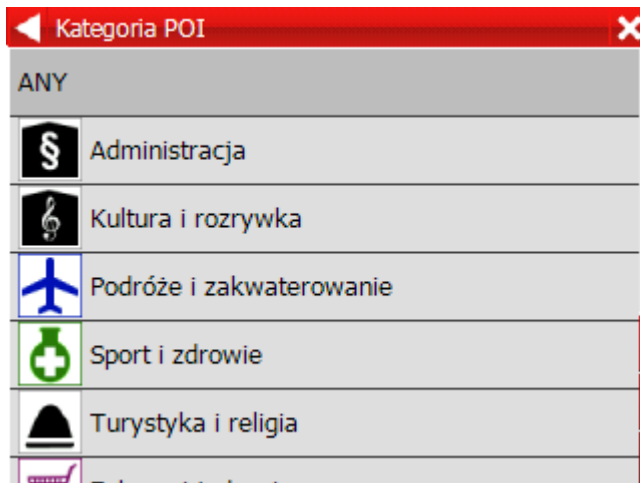 Kategoria POI
ANY
§
Administracja
Kultura i rozrywka
Podróże i zakwaterowanie
Sport i zdrowie
Turystyka i religia